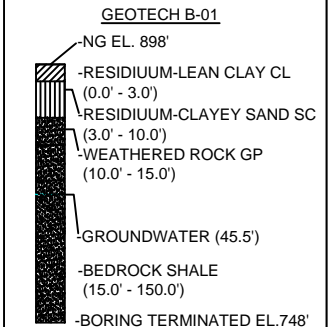 GEOTECH B-01
-NG EL. 898'
-RESIDIUUM-LEAN CLAY CL
(0.0' - 3.0')
-RESIDIUUM-CLAYEY SAND SC
(3.0' - 10.0')
-WEATHERED ROCK GP
(10.0' - 15.0')
-GROUNDWATER (45.5')
-BEDROCK SHALE
(15.0' - 150.0')
-BORING TERMINATED EL.748'